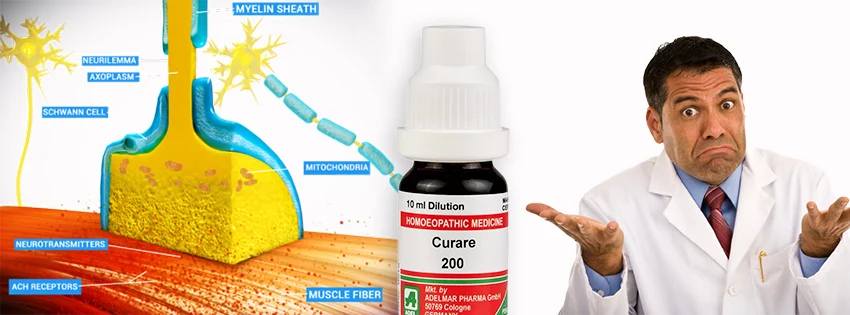 MYELIN SHEATH
NEURILEMMA
AXOPLASM
SCHWANN CELL
MITOCHONDRIA
NEUROTRANSMITTERS
ACH RECEPTORS
MUSCLE FIBER
10 ml Dilution
HOMOEOPATHIC MEDICINE
Curare
200
Mkt. by
ADELMAR PHARMA GmbH
50769 Cologne
GERMANY
ADEL